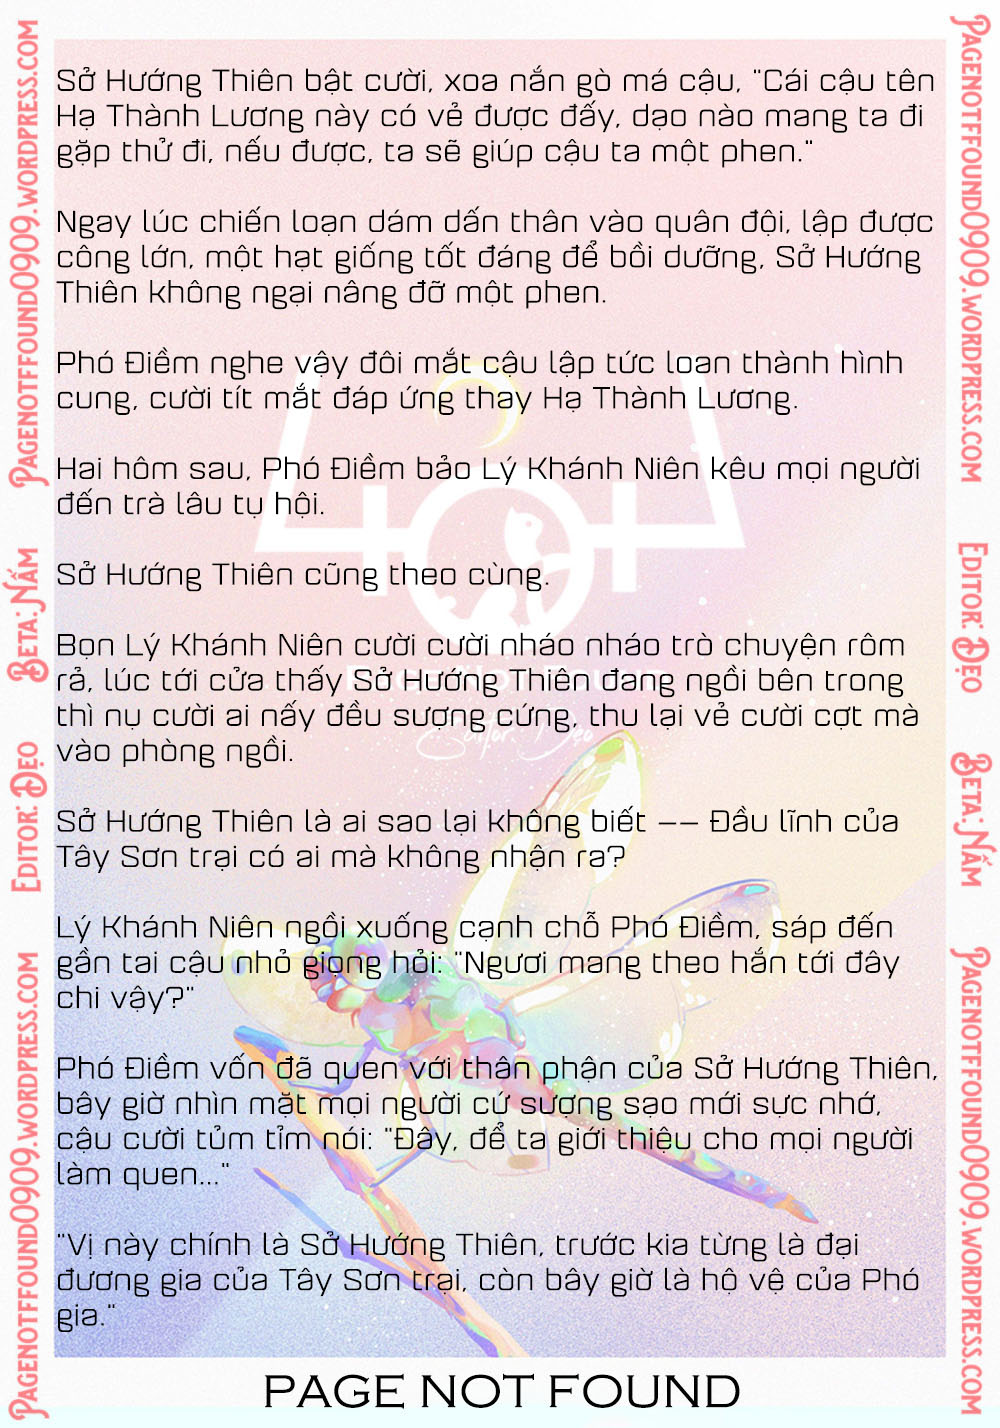 Sở Hướng Thiên bật cười, xoa nắn gò má cậu, "Cái cậu tên
Hạ Thành Lương này có vẻ được đấy, dạo nào mang ta đi
gặp thử đi, nếu được, ta sẽ giúp cậu ta một phen."
Ngay lúc chiến loạn dám dấn thân vào quân đội, lập được
công lớn, một hạt giống tốt đáng để bồi dưỡng, Sở Hướng
Thiên không ngại nâng đỡ một phen.
Phó Điềm nghe vậy đôi mắt cậu lập tức loan thành hình
cung, cười tít mắt đáp ứng thay Hạ Thành Lương.
Hai hôm sau, Phó Điềm bảo Lý Khánh Niên kêu mọi người
đến trà lâu tụ hội.
Sở Hướng Thiên cũng theo cùng.
Bọn Lý Khánh Niên cười cười nháo nháo trò chuyện rôm
rả, lúc tới cửa thấy Sở Hướng Thiên đang ngồi bên trong
thì nụ cười ai nấy đều sượng cứng, thu lại vẻ cười cợt mà
vào phòng ngồi.
Sở Hướng Thiên là ai sao lại không biết -- Đầu lĩnh của
Tây Sơn trại có ai mà không nhận ra?
Lý Khánh Niên ngồi xuống cạnh chỗ Phó Điềm, sáp đến
gần tai cậu nhỏ giọng hỏi: "Ngươi mang theo hắn tới đây
chi vậy?"
Phó Điềm vốn đã quen với thân phận của Sở Hướng Thiên,
bây giờ nhìn mặt mọi người cứ sượng sạo mới sực nhớ,
cậu cười tủm tỉm nói: "Đây, để ta giới thiệu cho mọi người
làm quen..."
"Vị này chính là Sở Hướng Thiên, trước kia từng là đại
đương gia của Tây Sơn trại, còn bây giờ là hộ vệ của Phó
gia."
PAGE NOT FOUND
Pagenotffound0909.wordpress.com
Beta: Nấm
Editor: Dẹo
Pagenotffound0909.wordpress.com
Pagenotffound0909.wordpress.com
Editor: Dẹo
Beta: Nấm
Pagenotffound0909.wordpress.com
404
Page Not Found
Editor: Dẹo